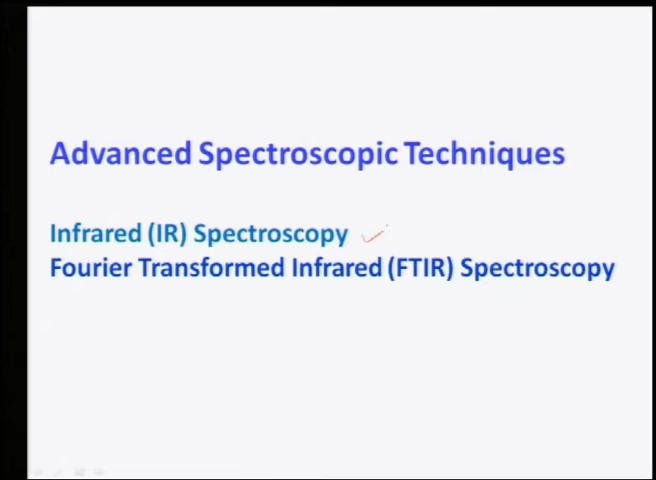 Advanced Spectroscopic Techniques
Infrared (IR) Spectroscopy
Fourier Transformed Infrared (FTIR) Spectroscopy